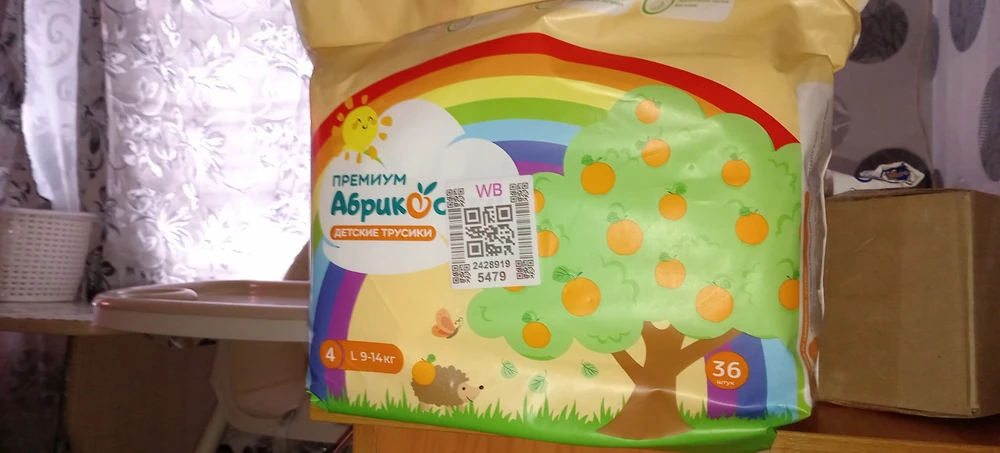 ПРЕМИУМ
Абрикос
ДЕТСКИЕ ТРУСИКИ
WB
2428919
5479
4 L 9-14кг
36
штук